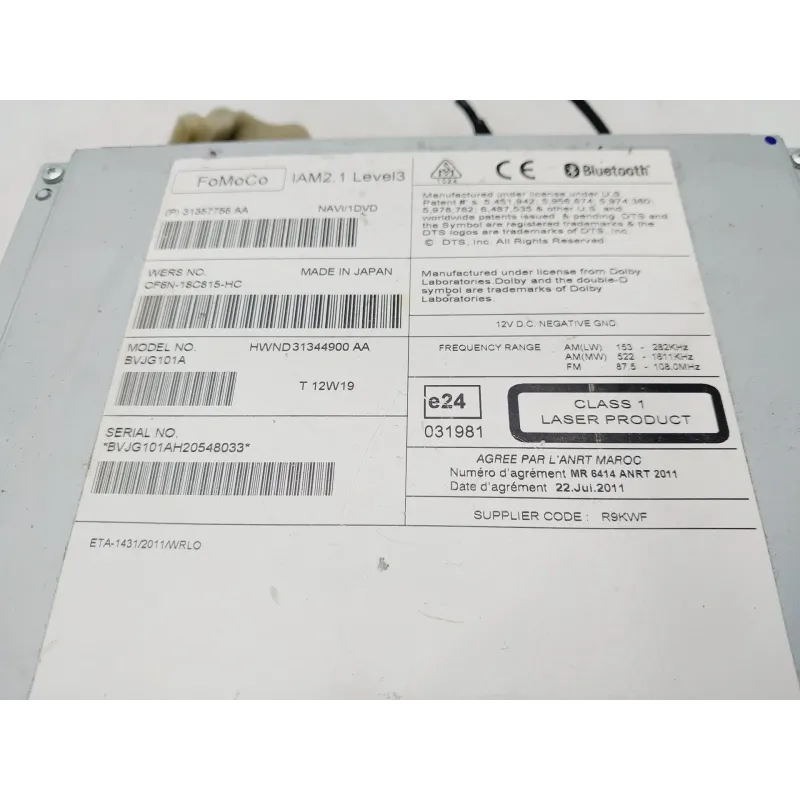 FoMoCo
IAM2.1 Level3
(P) 31357756 AA
NAVI/1DVD
WERS NO.
MADE IN JAPAN
CF6N-18C815-HC
MODEL NO.
HWND31344900 AA
BVJG101A
T 12W19
SERIAL NO.
*BVJG101AH20548033*
ETA-1431/2011/WRLO
1024
CE
Bluetooth
Manufactured under license under U.S.
Patent #'s: 5,451,942; 5,956,674; 5,974,380;
5,978,762; 6,487,535 & other U.S. and
worldwide patents issued & pending. DTS and
the Symbol are registered trademarks & the
DTS logos are trademarks of DTS, Inc.
© DTS, Inc. All Rights Reserved.
Manufactured under license from Dolby
Laboratories.Dolby and the double-D
symbol are trademarks of Dolby
Laboratories.
12V D.C. NEGATIVE GND
FREQUENCY RANGE
AM(LW) 153 - 282KHz
AM(MW) 522 - 1611KHz
FM 87.5 - 108.0MHz
e24
031981
CLASS 1
LASER PRODUCT
AGREE PAR L'ANRT MAROC
Numéro d'agrément MR 6414 ANRT 2011
Date d'agrément 22.Jul.2011
SUPPLIER CODE : R9KWF